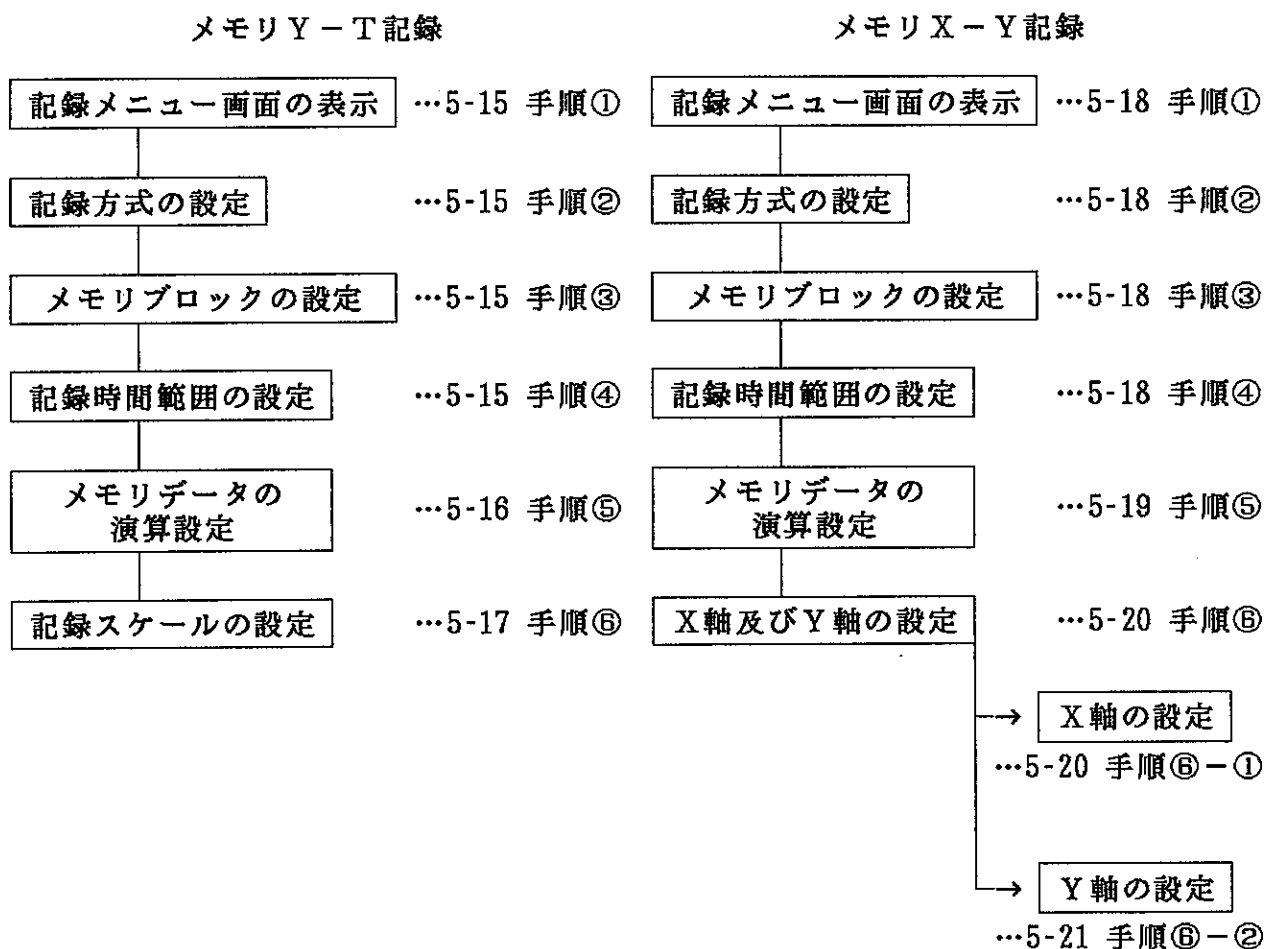 メモリY－T記録
記録メニュー画面の表示 …5-15 手順①
記録方式の設定 …5-15 手順②
メモリブロックの設定 …5-15 手順③
記録時間範囲の設定 …5-15 手順④
メモリデータの
演算設定 …5-16 手順⑤
記録スケールの設定 …5-17 手順⑥
メモリX－Y記録
記録メニュー画面の表示 …5-18 手順①
記録方式の設定 …5-18 手順②
メモリブロックの設定 …5-18 手順③
記録時間範囲の設定 …5-18 手順④
メモリデータの
演算設定 …5-19 手順⑤
X軸及びY軸の設定 …5-20 手順⑥
X軸の設定
…5-20 手順⑥－①
Y軸の設定
…5-21 手順⑥－②